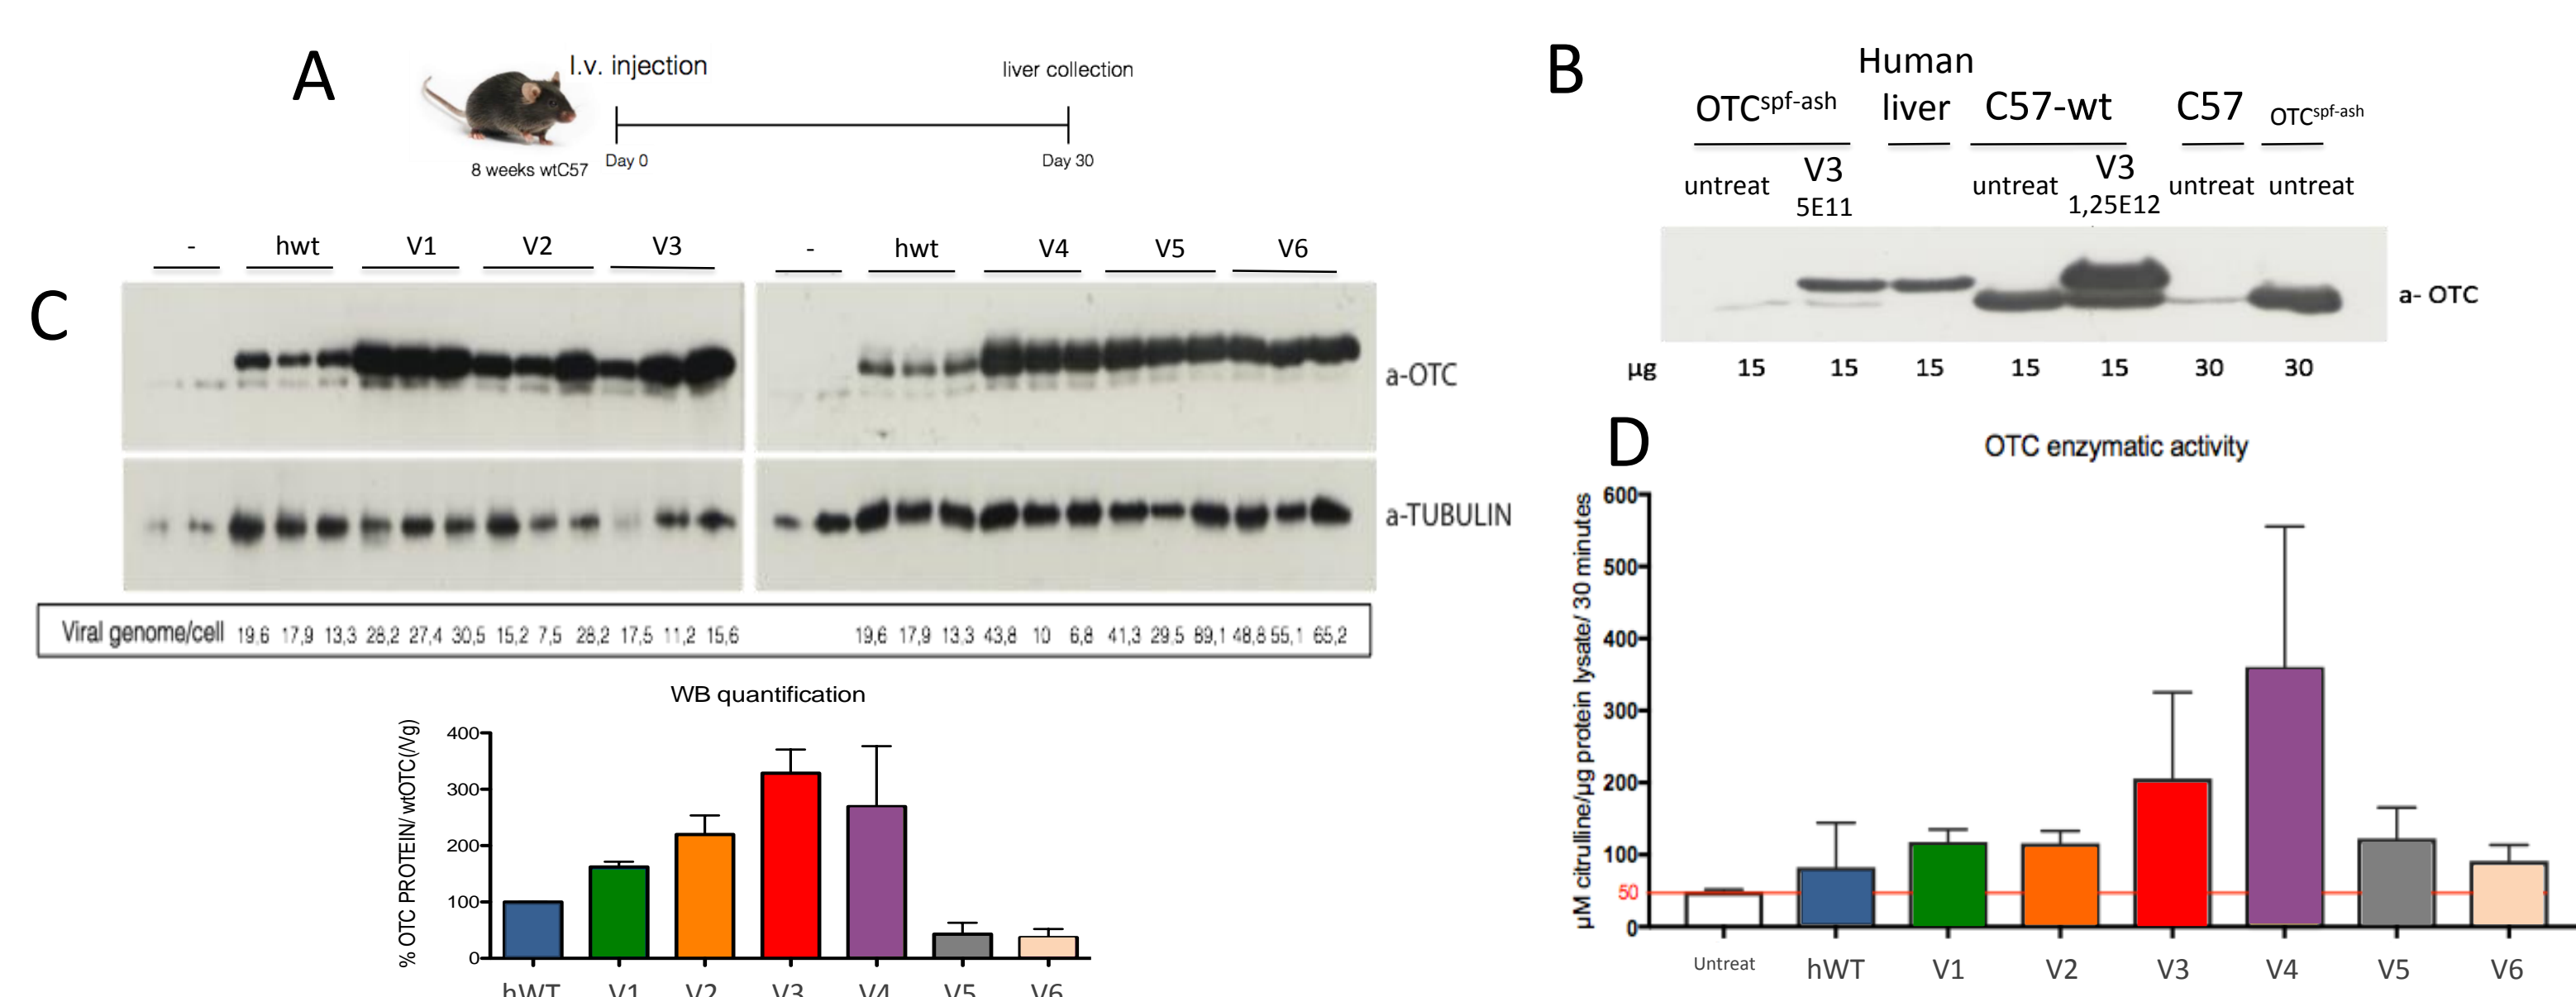 A
I.v. injection
liver collection
8 weeks wtC57
Day 0
Day 30
B
OTCspf-ash
Human
liver
C57-wt
C57
OTCspf-ash
untreat
V3
5E11
untreat
V3
1,25E12
untreat
untreat
a- OTC
µg 15 15 15 15 15 30 30
C
- hwt V1 V2 V3 - hwt V4 V5 V6
a-OTC
a-TUBULIN
Viral genome/cell 19,6 17,9 13,3 28,2 27,4 30,5 15,2 7,5 28,2 17,5 11,2 15,6 19,6 17,9 13,3 43,8 10 6,8 41,3 29,5 89,1 48,8 55,1 65,2
WB quantification
% OTC PROTEIN/ wtOTC(/Vg)
400
300
200
100
0
hWT V1 V2 V3 V4 V5 V6
D
OTC enzymatic activity
µM citrulline/µg protein lysate/ 30 minutes
600
500
400
300
200
100
50
0
Untreat hWT V1 V2 V3 V4 V5 V6